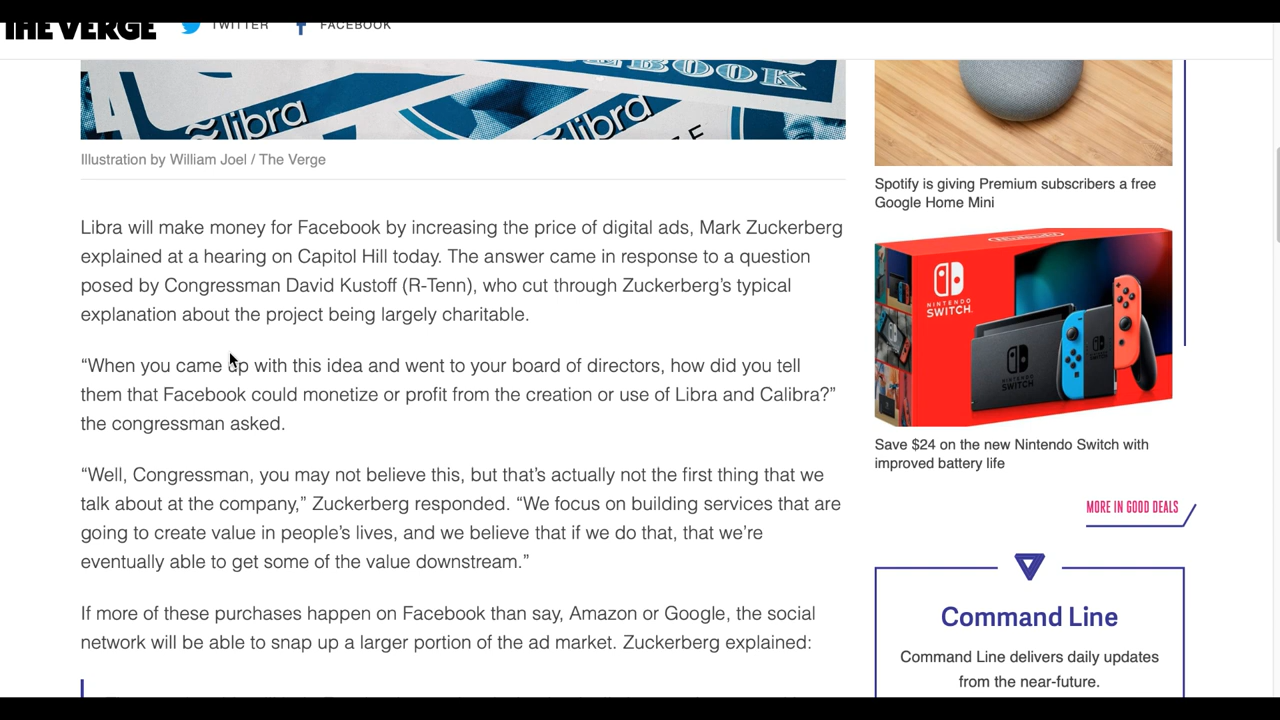 THE VERGE
TWITTER
FACEBOOK
BOOK
libra
libra
Illustration by William Joel / The Verge
Libra will make money for Facebook by increasing the price of digital ads, Mark Zuckerberg
explained at a hearing on Capitol Hill today. The answer came in response to a question
posed by Congressman David Kustoff (R-Tenn), who cut through Zuckerberg’s typical
explanation about the project being largely charitable.
“When you came up with this idea and went to your board of directors, how did you tell
them that Facebook could monetize or profit from the creation or use of Libra and Calibra?”
the congressman asked.
“Well, Congressman, you may not believe this, but that’s actually not the first thing that we
talk about at the company,” Zuckerberg responded. “We focus on building services that are
going to create value in people’s lives, and we believe that if we do that, that we’re
eventually able to get some of the value downstream.”
If more of these purchases happen on Facebook than say, Amazon or Google, the social
network will be able to snap up a larger portion of the ad market. Zuckerberg explained:
Spotify is giving Premium subscribers a free
Google Home Mini
NINTENDO
SWITCH
NINTENDO
SWITCH
Save $24 on the new Nintendo Switch with
improved battery life
MORE IN GOOD DEALS
Command Line
Command Line delivers daily updates
from the near-future.